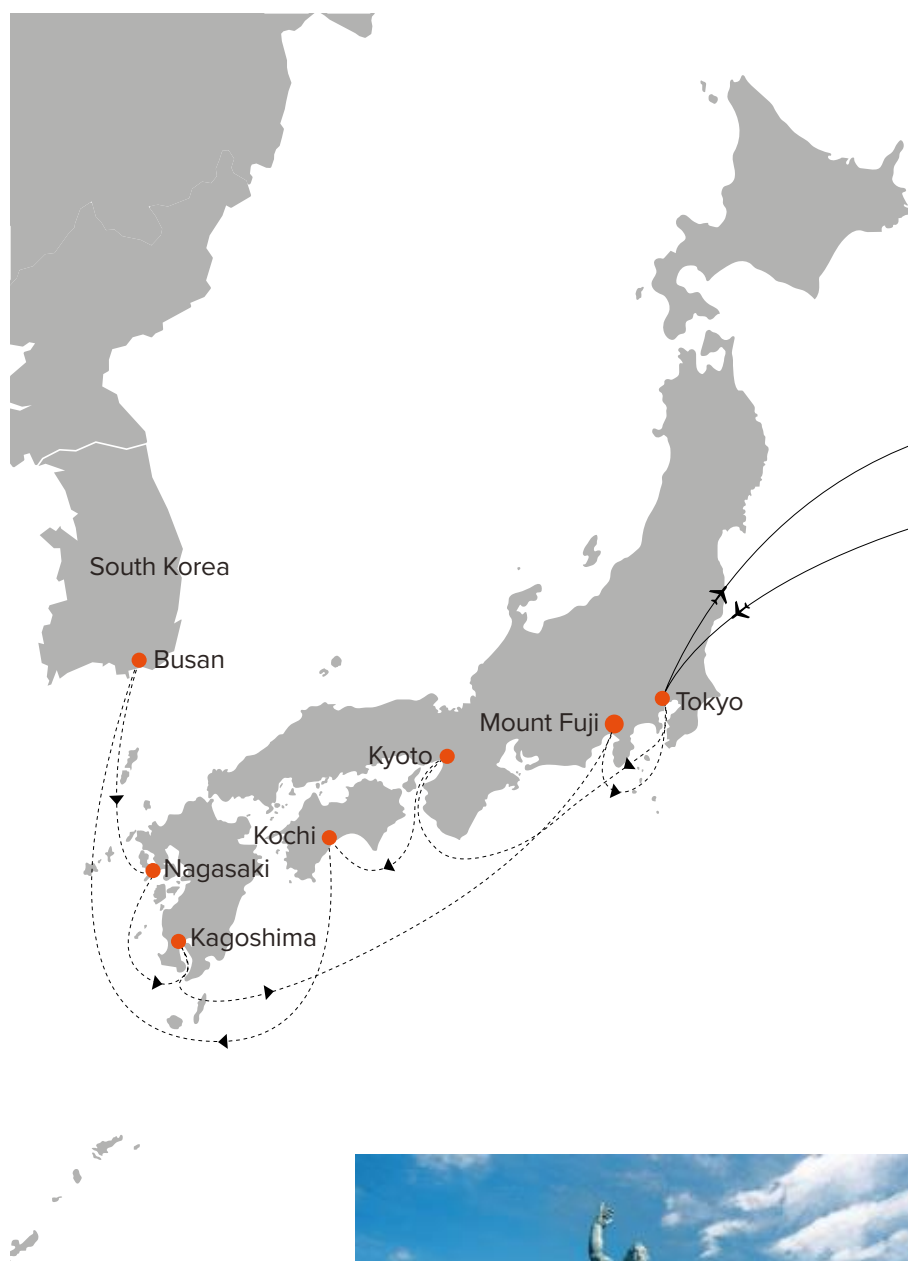 South Korea
Busan
Tokyo
Mount Fuji
Kyoto
Kochi
Nagasaki
Kagoshima